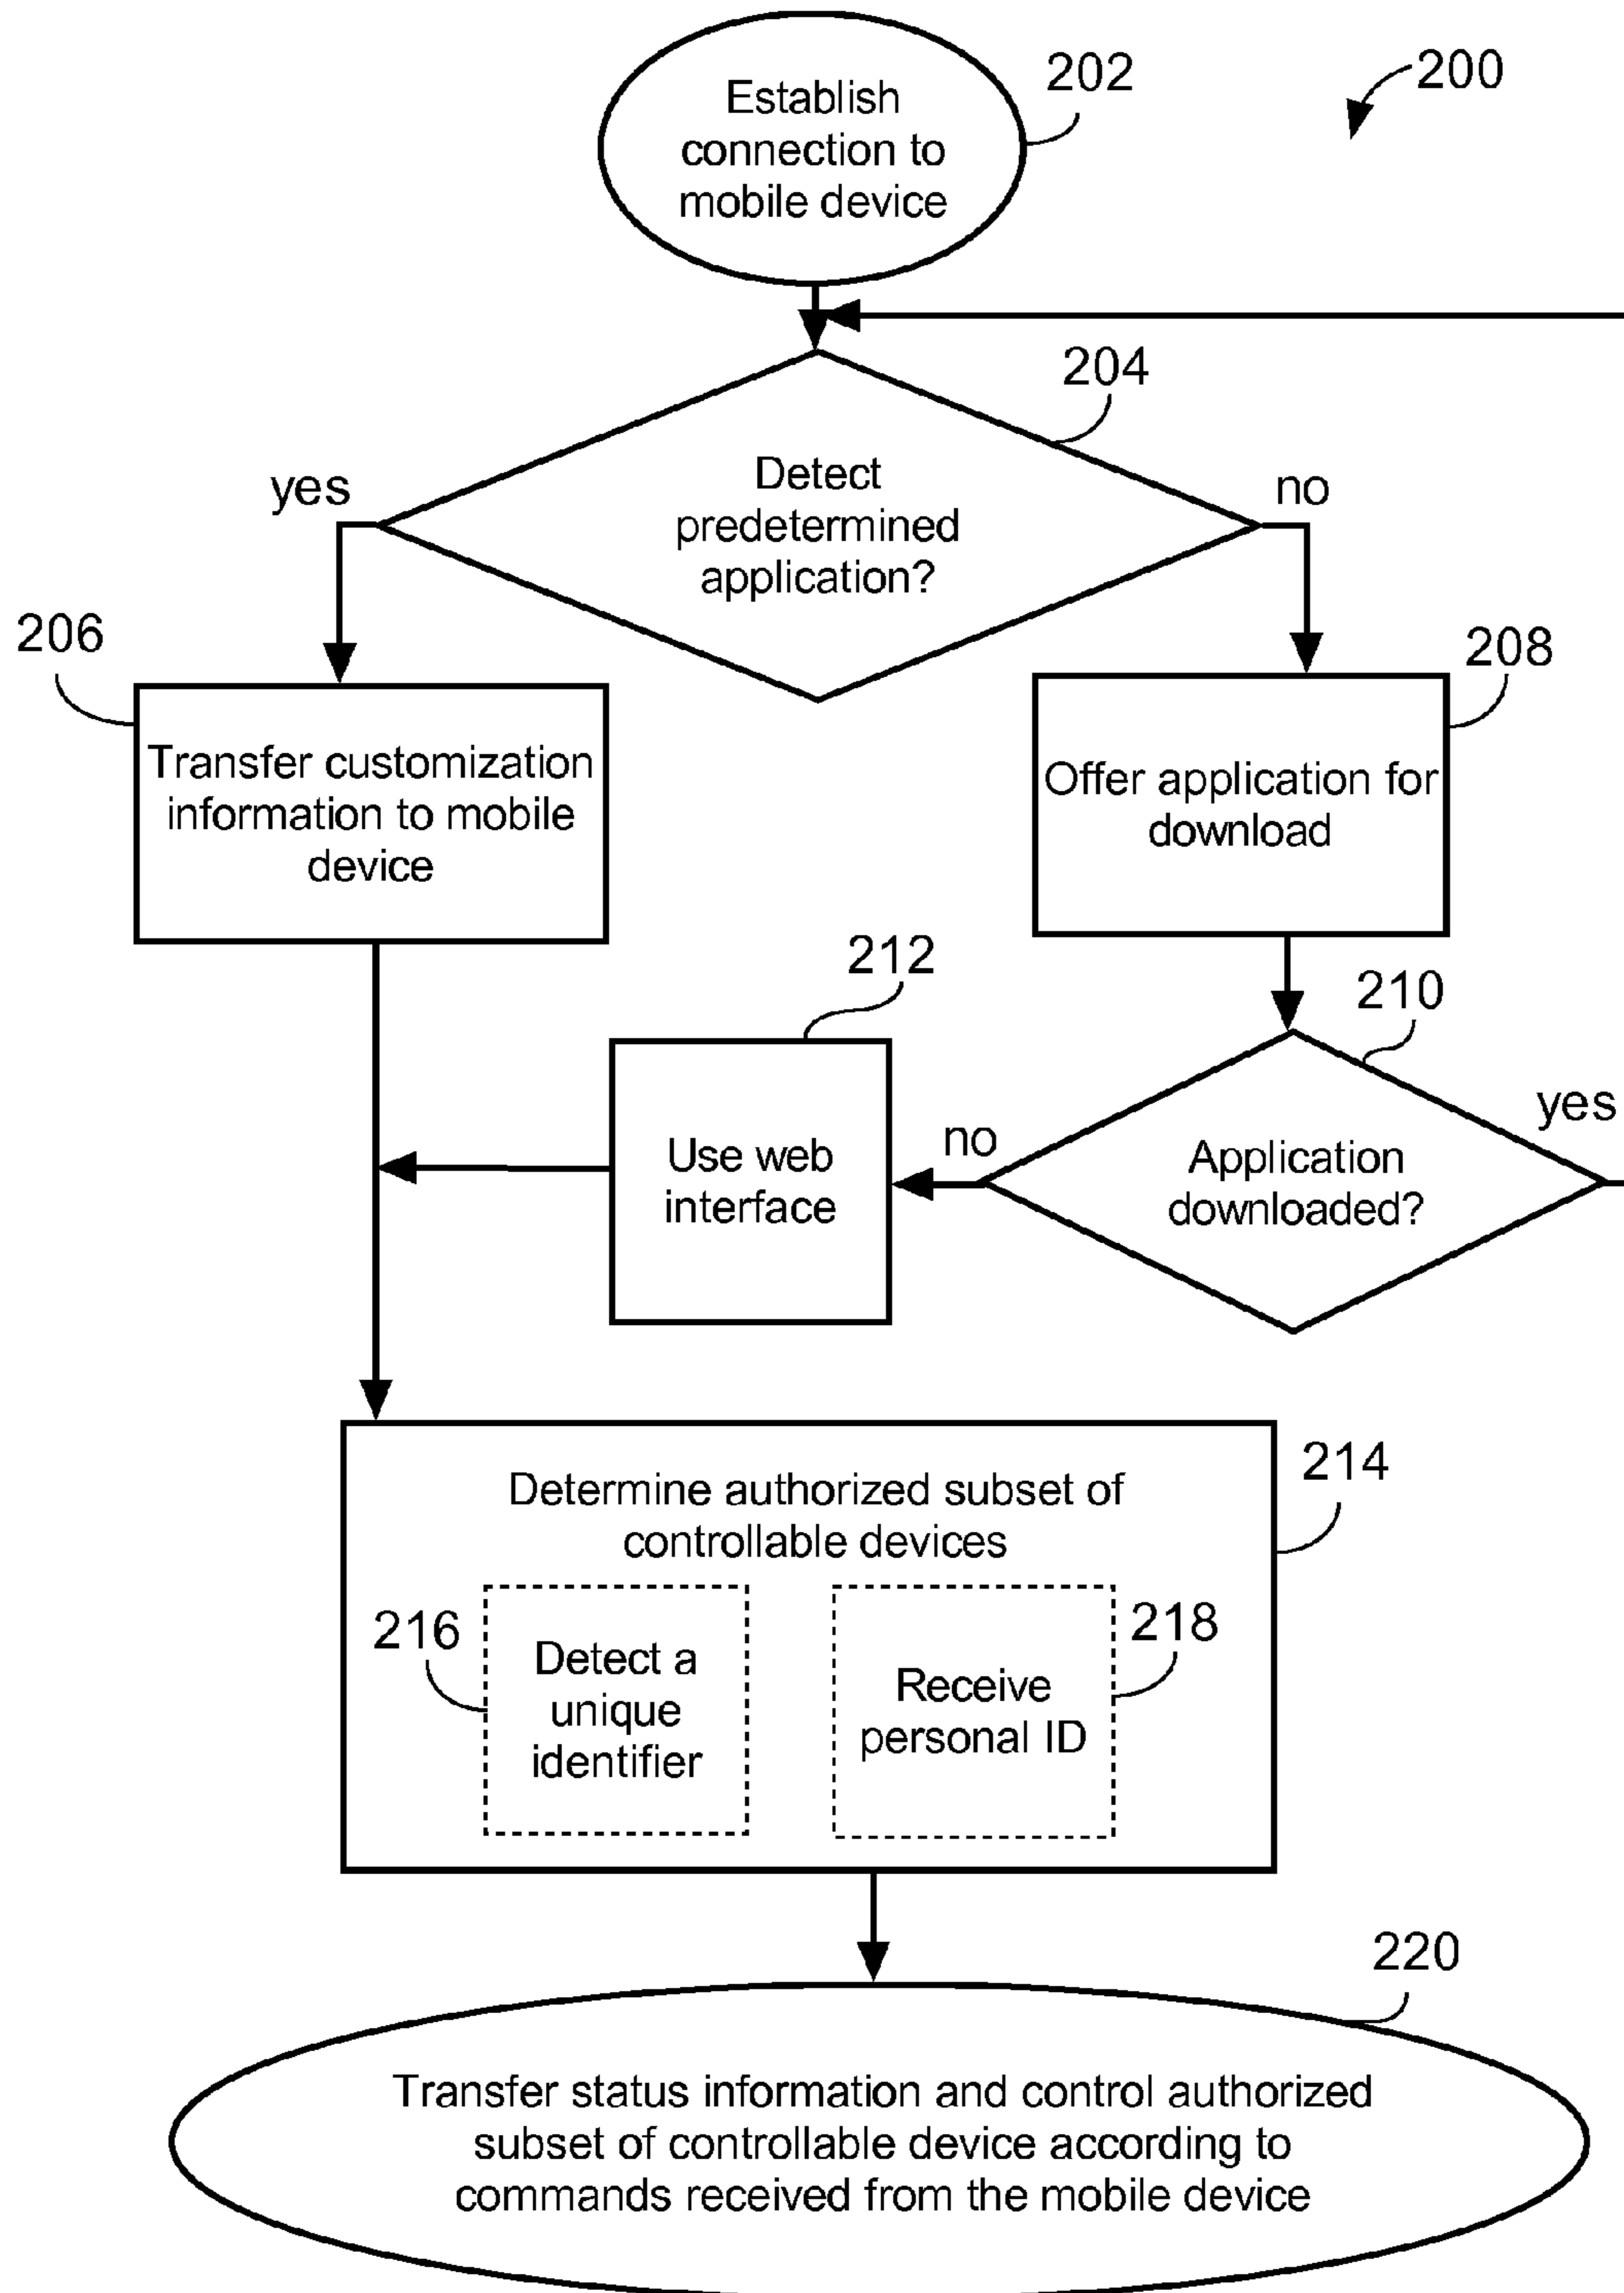 Establish
connection to
mobile device
202
200
204
Detect
predetermined
application?
yes
no
206
208
Transfer customization
information to mobile
device
Offer application for
download
212
210
Use web
interface
no
yes
Application
downloaded?
214
Determine authorized subset of
controllable devices
216
Detect a
unique
identifier
218
Receive
personal ID
220
Transfer status information and control authorized
subset of controllable device according to
commands received from the mobile device